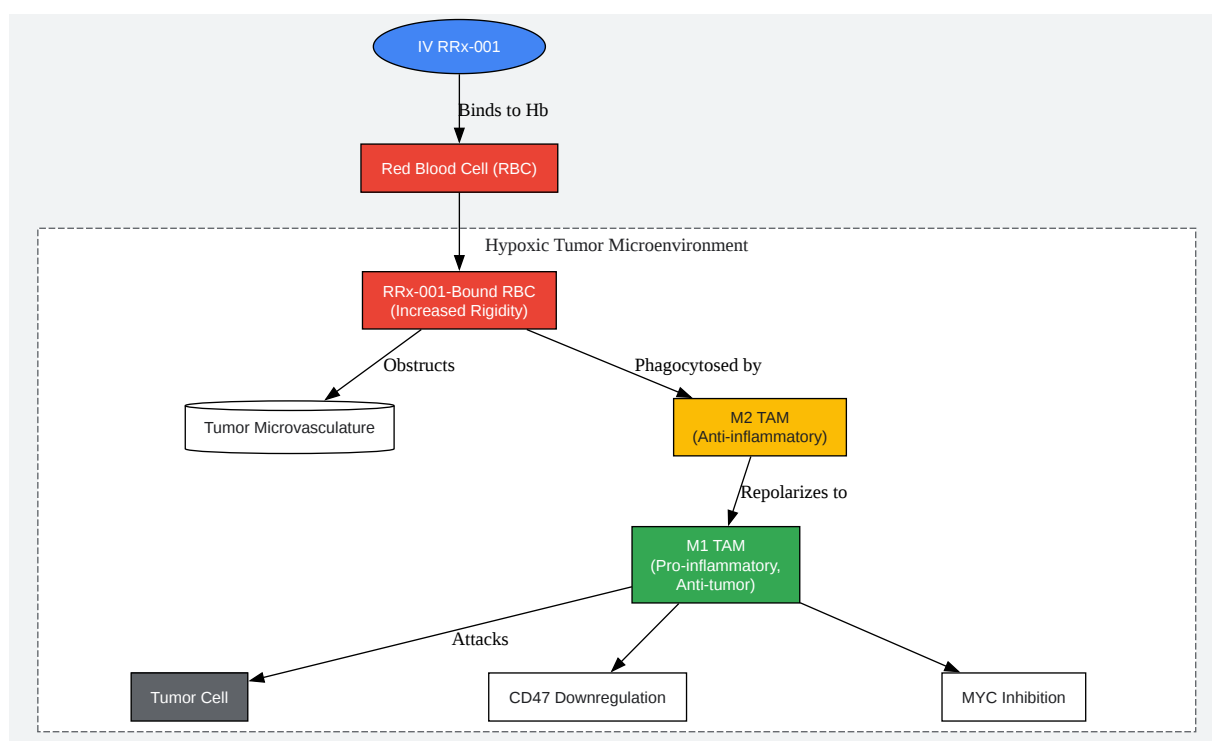 IV RRx-001
Binds to Hb
Red Blood Cell (RBC)
Hypoxic Tumor Microenvironment
RRx-001-Bound RBC
(Increased Rigidity)
Obstructs
Phagocytosed by
Tumor Microvasculature
M2 TAM
(Anti-inflammatory)
Repolarizes to
M1 TAM
(Pro-inflammatory,
Anti-tumor)
Attacks
Tumor Cell
CD47 Downregulation
MYC Inhibition